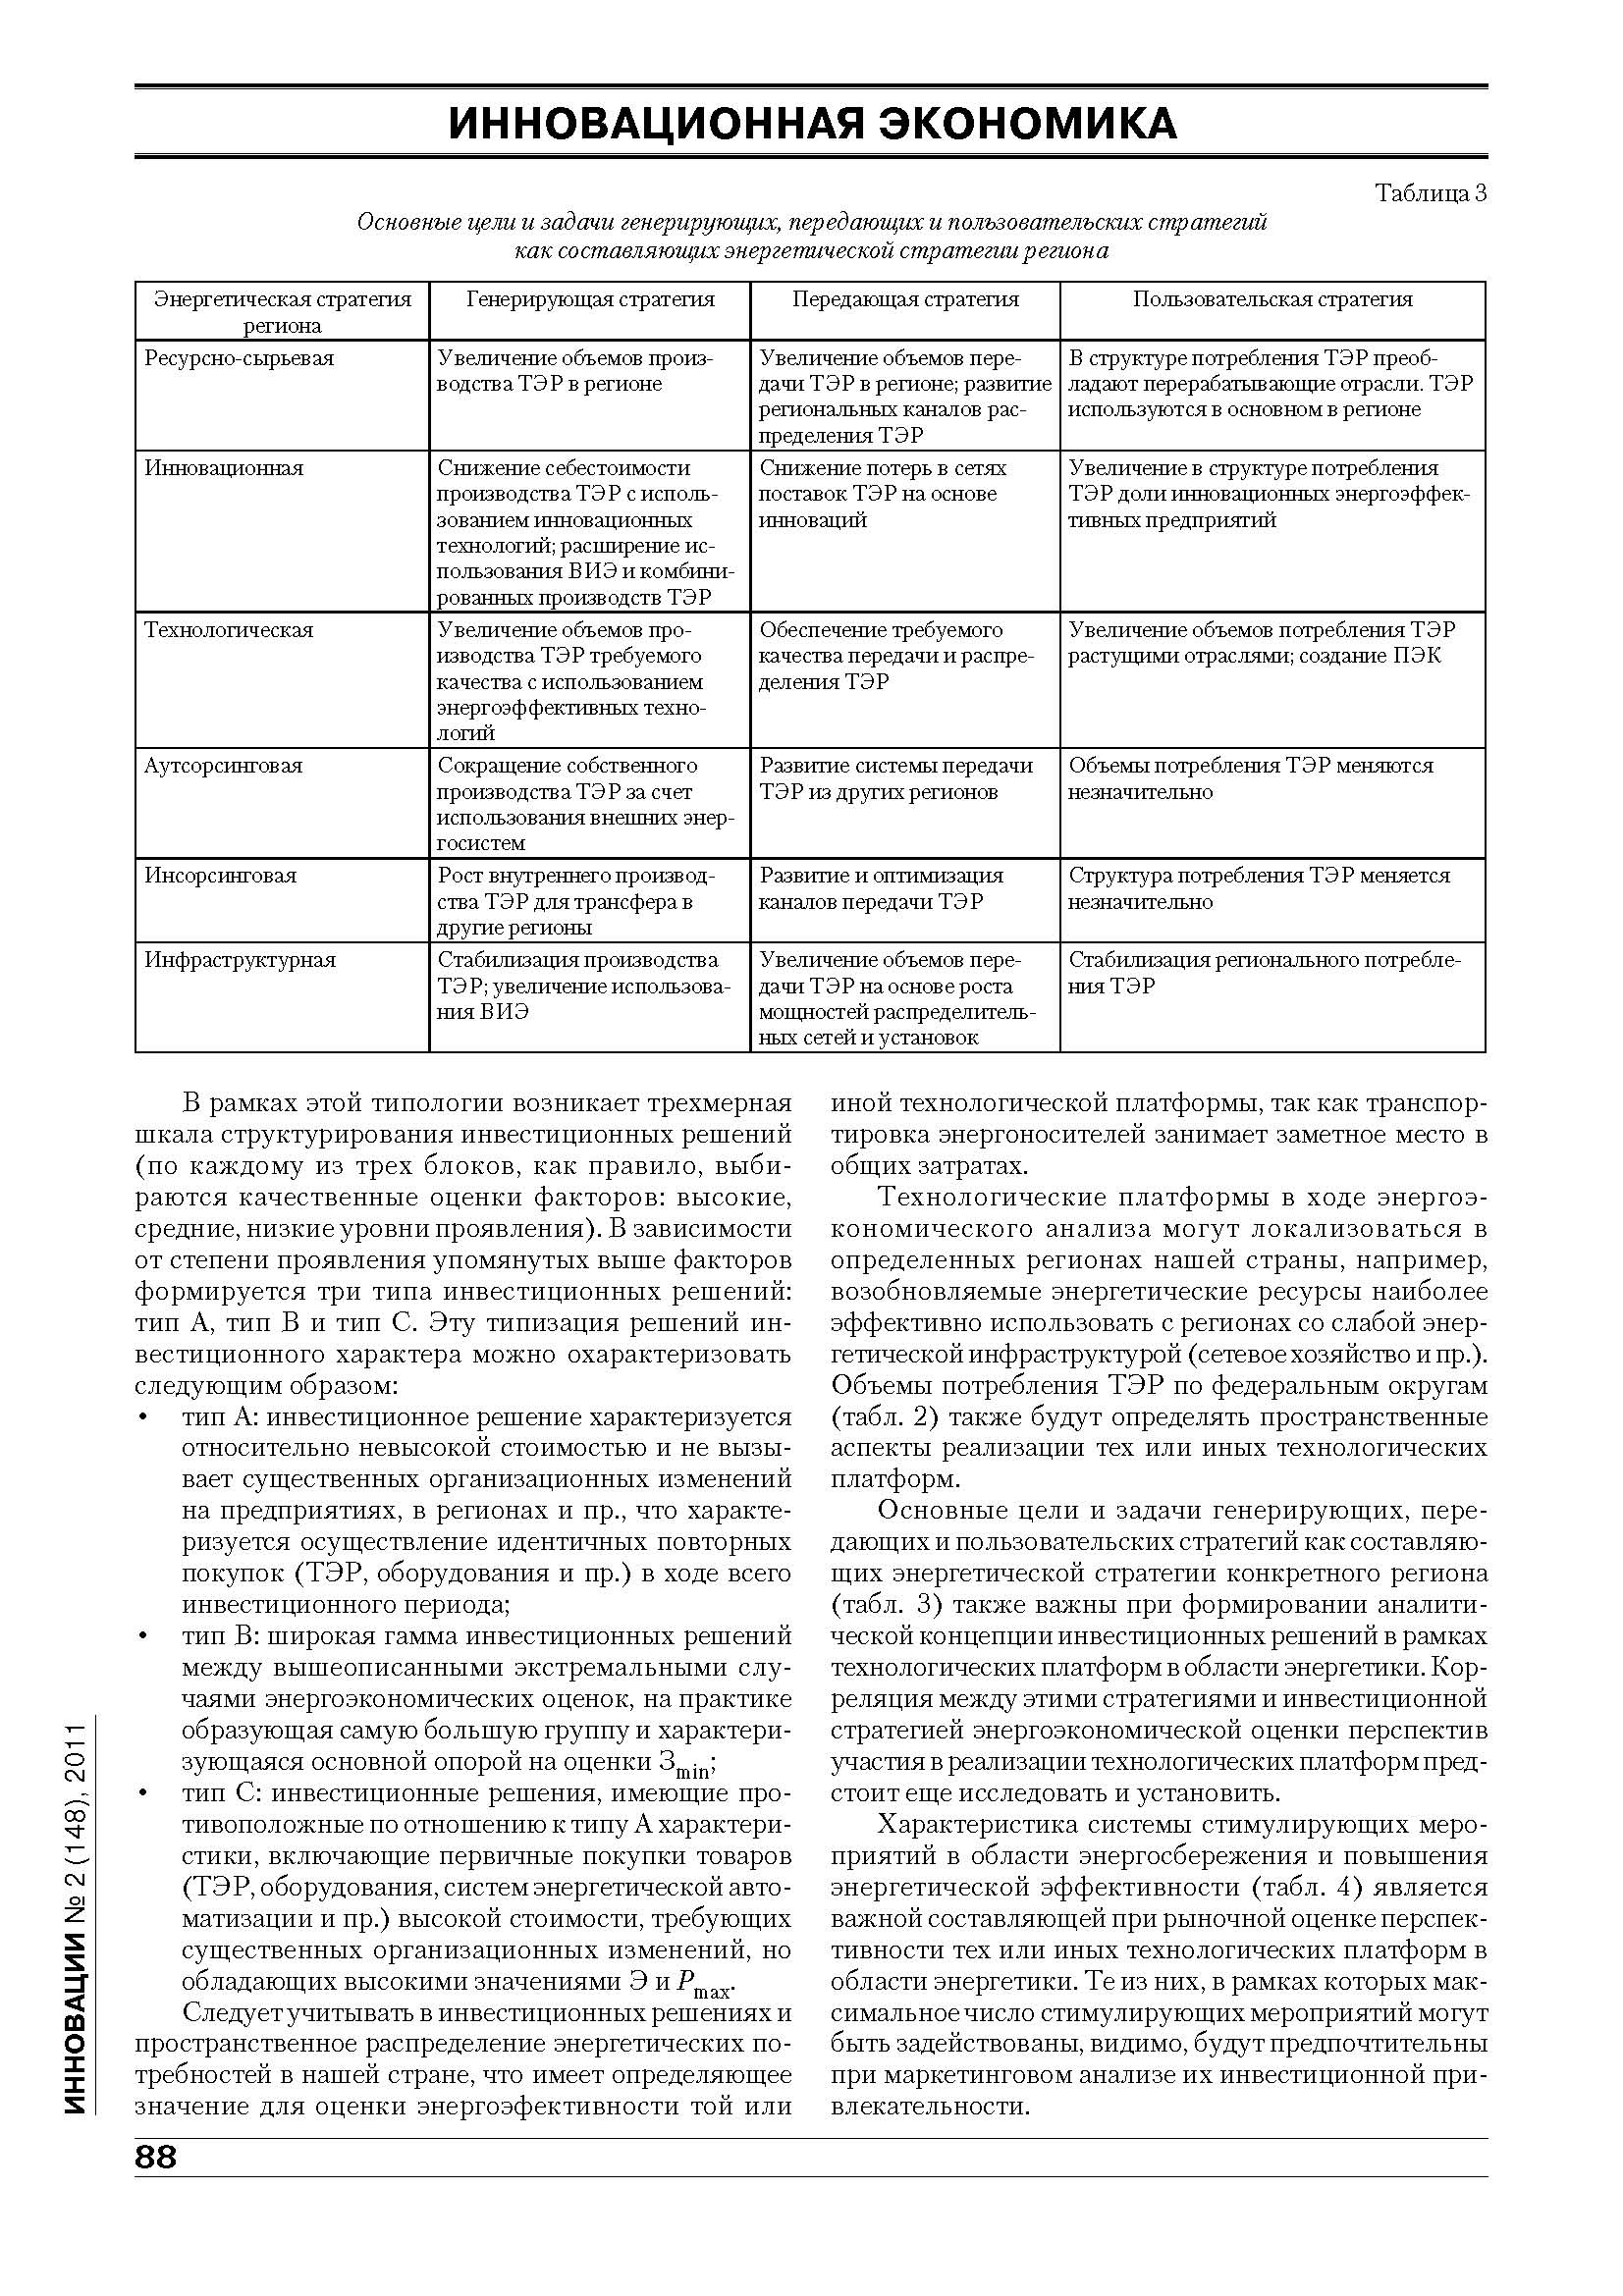 ИННОВАЦИОННАЯ ЭКОНОМИКА
Таблица 3
Основные цели и задачи генерирующих, передающих и пользовательских стратегий
как составляющих энергетической стратегии региона
Энергетическая стратегия
региона
Генерирующая стратегия
Передающая стратегия
Пользовательская стратегия
Ресурсно-сырьевая
Увеличение объемов произ-
водства ТЭР в регионе
Увеличение объемов пере-
дачи ТЭР в регионе; развитие
региональных каналов рас-
пределения ТЭР
В структуре потребления ТЭР преоб-
ладают перерабатывающие отрасли. ТЭР
используются в основном в регионе
Инновационная
Снижение себестоимости
производства ТЭР с исполь-
зованием инновационных
технологий; расширение ис-
пользования ВИЭ и комбини-
рованных производств ТЭР
Снижение потерь в сетях
поставок ТЭР на основе
инноваций
Увеличение в структуре потребления
ТЭР доли инновационных энергоэффек-
тивных предприятий
Технологическая
Увеличение объемов про-
изводства ТЭР требуемого
качества с использованием
энергоэффективных техно-
логий
Обеспечение требуемого
качества передачи и распре-
деления ТЭР
Увеличение объемов потребления ТЭР
растущими отраслями; создание ПЭК
Аутсорсинговая
Сокращение собственного
производства ТЭР за счет
использования внешних энер-
госистем
Развитие системы передачи
ТЭР из других регионов
Объемы потребления ТЭР меняются
незначительно
Инсорсинговая
Рост внутреннего производ-
ства ТЭР для трансфера в
другие регионы
Развитие и оптимизация
каналов передачи ТЭР
Структура потребления ТЭР меняется
незначительно
Инфраструктурная
Стабилизация производства
ТЭР; увеличение использова-
ния ВИЭ
Увеличение объемов пере-
дачи ТЭР на основе роста
мощностей распределитель-
ных сетей и установок
Стабилизация регионального потребле-
ния ТЭР
В рамках этой типологии возникает трехмерная
шкала структурирования инвестиционных решений
(по каждому из трех блоков, как правило, выби-
раются качественные оценки факторов: высокие,
средние, низкие уровни проявления). В зависимости
от степени проявления упомянутых выше факторов
формируется три типа инвестиционных решений:
тип А, тип В и тип С. Эту типизация решений ин-
вестиционного характера можно охарактеризовать
следующим образом:
• тип А: инвестиционное решение характеризуется
относительно невысокой стоимостью и не вызы-
вает существенных организационных изменений
на предприятиях, в регионах и пр., что характе-
ризуется осуществление идентичных повторных
покупок (ТЭР, оборудования и пр.) в ходе всего
инвестиционного периода;
• тип В: широкая гамма инвестиционных решений
между вышеописанными экстремальными слу-
чаями энергоэкономических оценок, на практике
образующая самую большую группу и характери-
зующаяся основной опорой на оценки Зmin;
• тип С: инвестиционные решения, имеющие про-
тивоположные по отношению к типу А характери-
стики, включающие первичные покупки товаров
(ТЭР, оборудования, систем энергетической авто-
матизации и пр.) высокой стоимости, требующих
существенных организационных изменений, но
обладающих высокими значениями Э и Pmax.
Следует учитывать в инвестиционных решениях и
пространственное распределение энергетических по-
требностей в нашей стране, что имеет определяющее
значение для оценки энергоэфективности той или
иной технологической платформы, так как транспор-
тировка энергоносителей занимает заметное место в
общих затратах.
Технологические платформы в ходе энергоэ-
кономического анализа могут локализоваться в
определенных регионах нашей страны, например,
возобновляемые энергетические ресурсы наиболее
эффективно использовать с регионах со слабой энер-
гетической инфраструктурой (сетевое хозяйство и пр.).
Объемы потребления ТЭР по федеральным округам
(табл. 2) также будут определять пространственные
аспекты реализации тех или иных технологических
платформ.
Основные цели и задачи генерирующих, пере-
дающих и пользовательских стратегий как составляю-
щих энергетической стратегии конкретного региона
(табл. 3) также важны при формировании аналити-
ческой концепции инвестиционных решений в рамках
технологических платформ в области энергетики. Кор-
реляция между этими стратегиями и инвестиционной
стратегией энергоэкономической оценки перспектив
участия в реализации технологических платформ пред-
стоит еще исследовать и установить.
Характеристика системы стимулирующих меро-
приятий в области энергосбережения и повышения
энергетической эффективности (табл. 4) является
важной составляющей при рыночной оценке перспек-
тивности тех или иных технологических платформ в
области энергетики. Те из них, в рамках которых мак-
симальное число стимулирующих мероприятий могут
быть задействованы, видимо, будут предпочтительны
при маркетинговом анализе их инвестиционной при-
влекательности.
ИННОВАЦИИ № 2 (148), 2011
88